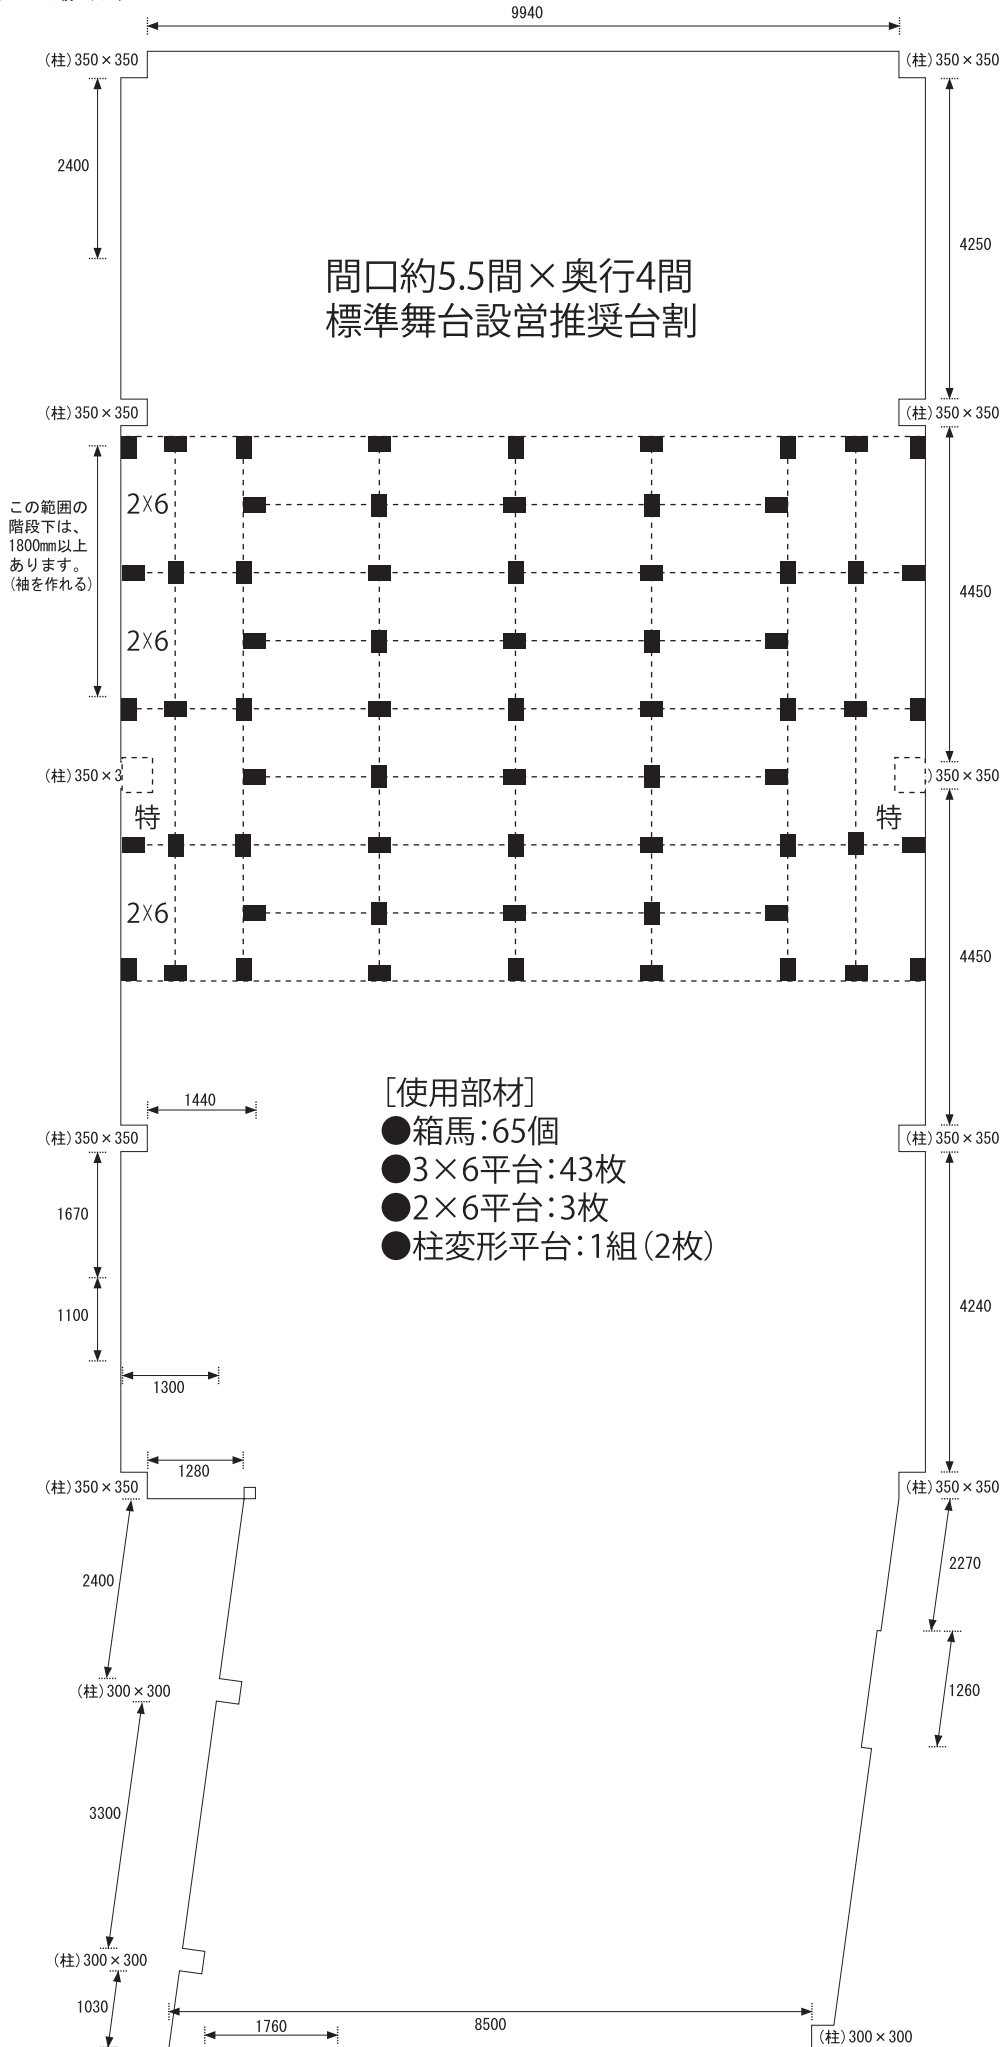 9940
(柱)350×350
(柱)350×350
2400
4250
間口約5.5間×奥行4間
標準舞台設営推奨台割
(柱)350×350
(柱)350×350
2×6
この範囲の
階段下は、
1800mm以上
あります。
(袖を作れる)
4450
2×6
(柱)350×3
)350×350
特
特
2×6
4450
[使用部材]
●箱馬：65個
●3×6平台：43枚
●2×6平台：3枚
●柱変形平台：1組(2枚)
1440
(柱)350×350
(柱)350×350
1670
1100
4240
1300
1280
(柱)350×350
(柱)350×350
2400
2270
(柱)300×300
1260
3300
(柱)300×300
1030
1760
8500
(柱)300×300